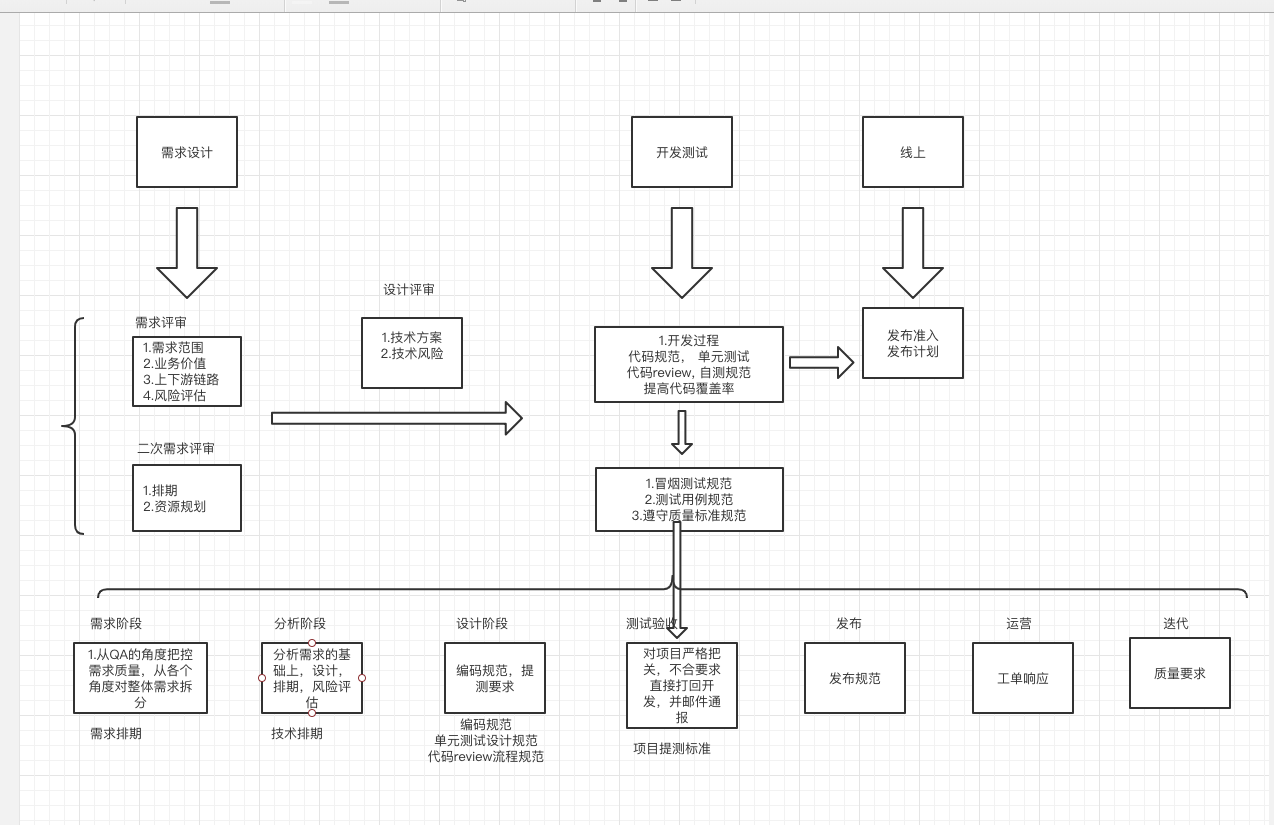 需求设计
开发测试
线上
设计评审
需求评审
1.需求范围
2.业务价值
3.上下游链路
4.风险评估
1.技术方案
2.技术风险
1.开发过程
代码规范， 单元测试
代码review, 自测规范
提高代码覆盖率
发布准入
发布计划
二次需求评审
1.排期
2.资源规划
1.冒烟测试规范
2.测试用例规范
3.遵守质量标准规范
需求阶段
1.从QA的角度把控
需求质量，从各个
角度对整体需求拆
分
需求排期
分析阶段
分析需求的基
础上，设计，
排期，风险评
估
技术排期
设计阶段
编码规范，提
测要求
编码规范
单元测试设计规范
代码review流程规范
测试验收
对项目严格把
关，不合要求
直接打回开
发，并邮件通
报
项目提测标准
发布
发布规范
运营
工单响应
迭代
质量要求